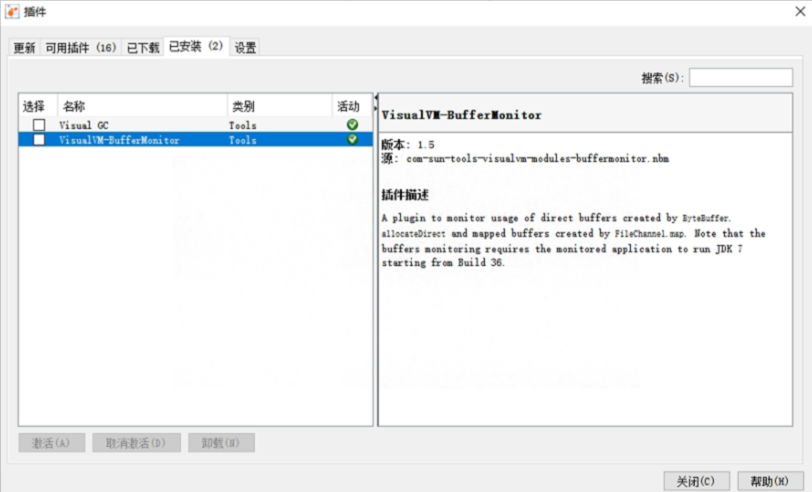 插件
更新 可用插件 (16) 已下载 已安装 (2) 设置
搜索(S):
选择 名称 类别 活动
Visual GC Tools
VisualVM-BufferMonitor Tools
VisualVM-BufferMonitor
版本: 1.5
源: com-sun-tools-visualvm-modules-buffermonitor.nbm
插件描述
A plugin to monitor usage of direct buffers created by ByteBuffer.
allocateDirect and mapped buffers created by FileChannel.map. Note that the
buffers monitoring requires the monitored application to run JDK 7
starting from Build 36.
激活(A) 取消激活(D) 卸载(U)
关闭(C) 帮助(H)